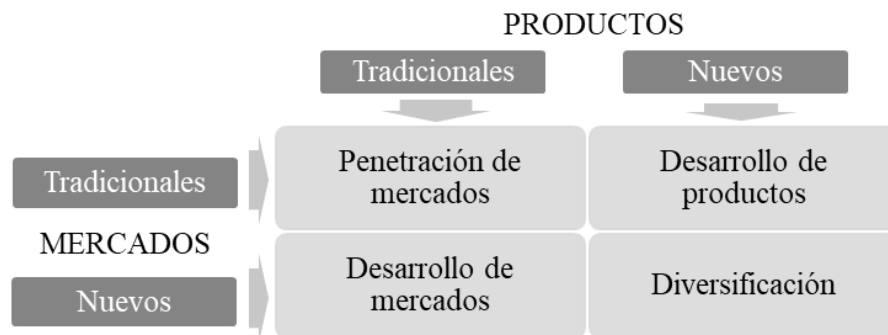 PRODUCTOS
Tradicionales
Nuevos
Tradicionales
Penetración de
mercados
Desarrollo de
productos
MERCADOS
Nuevos
Desarrollo de
mercados
Diversificación